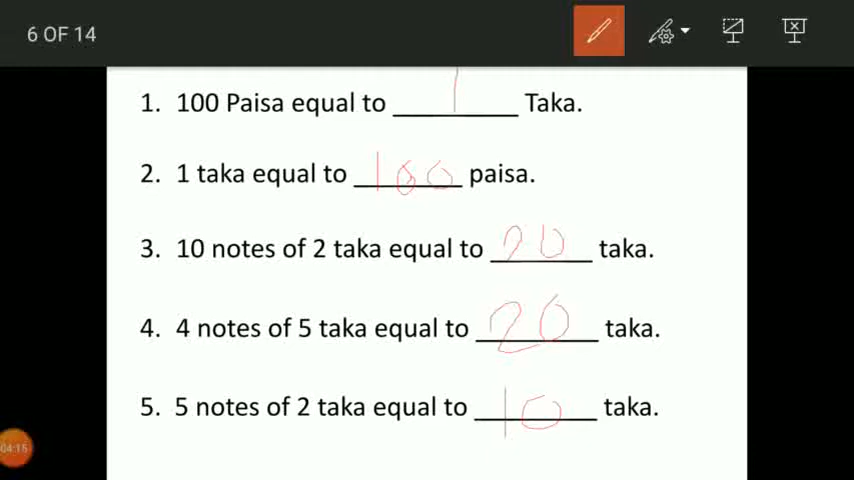 6 OF 14
1. 100 Paisa equal to 1 Taka.
2. 1 taka equal to 100 paisa.
3. 10 notes of 2 taka equal to 20 taka.
4. 4 notes of 5 taka equal to 20 taka.
5. 5 notes of 2 taka equal to 10 taka.
04:15